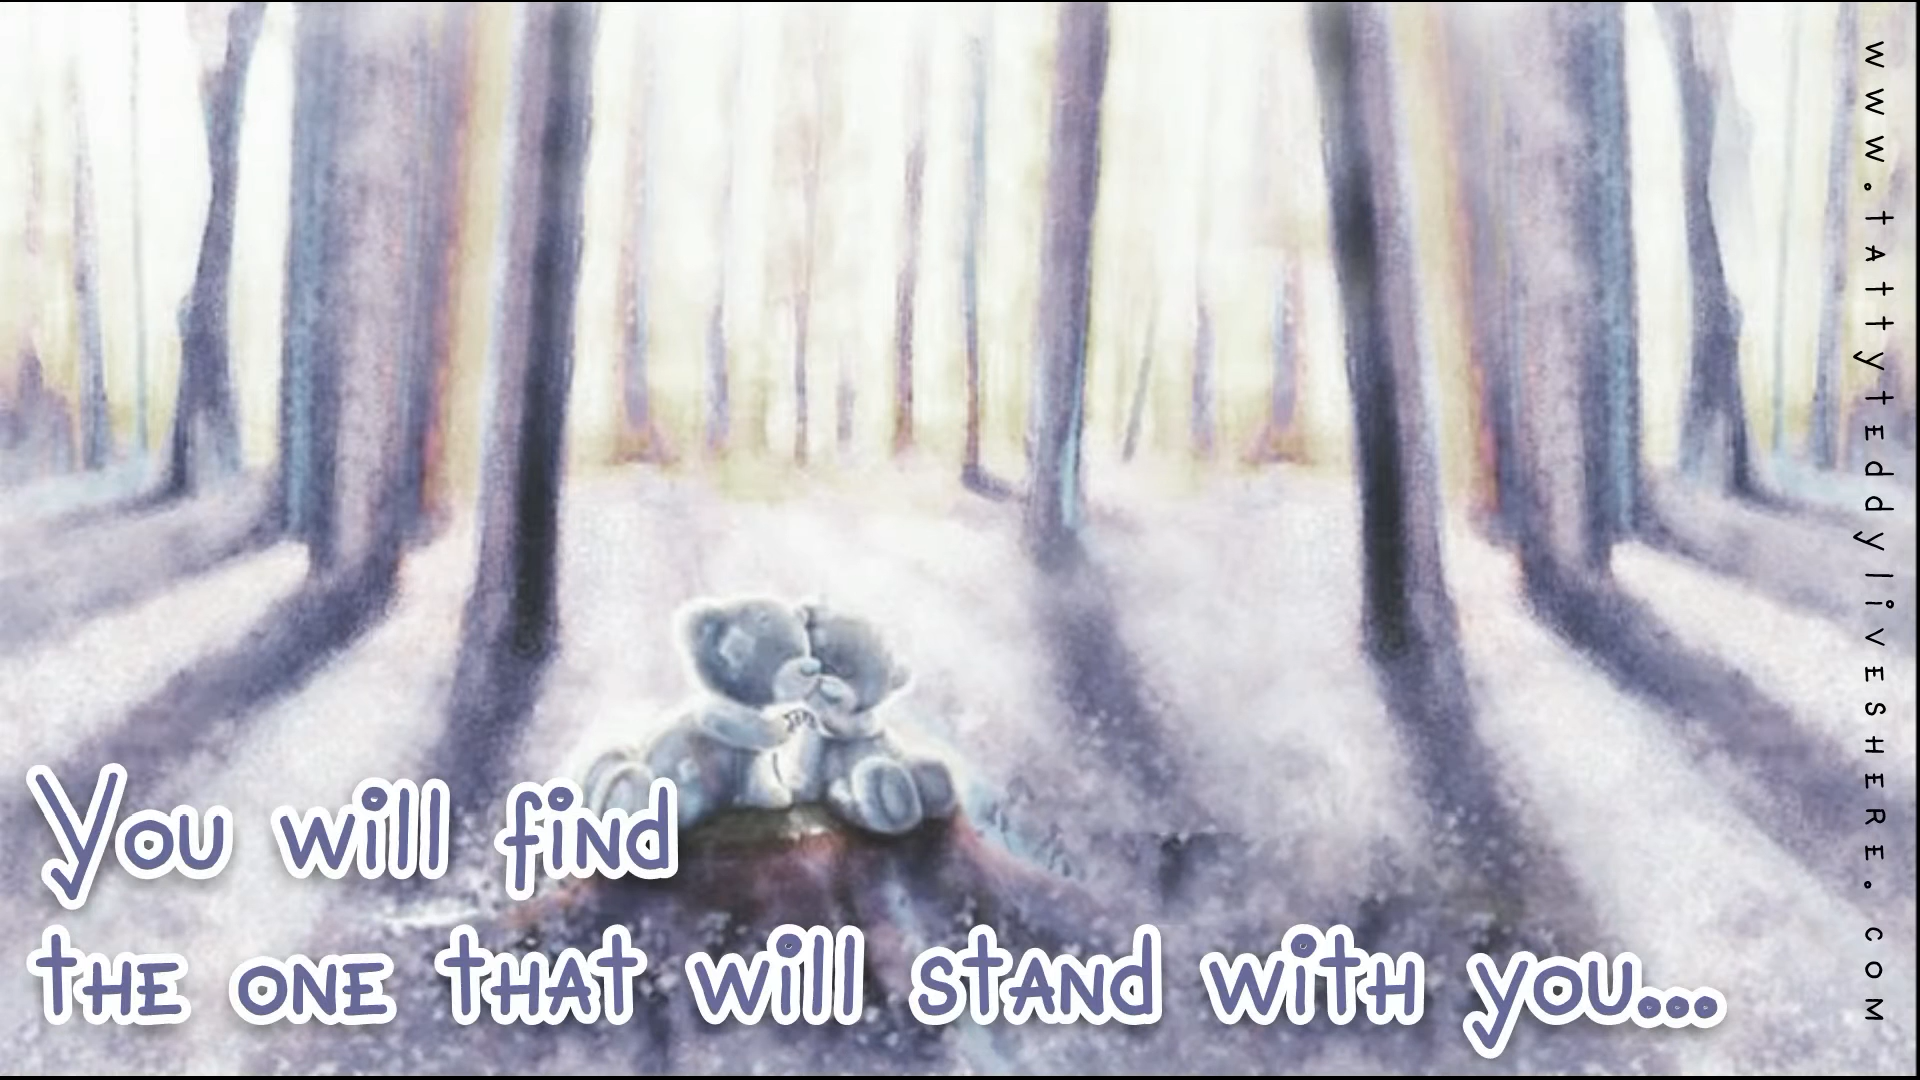 You will find
the one that will stand with you...
www.tattyteddyliveshere.com